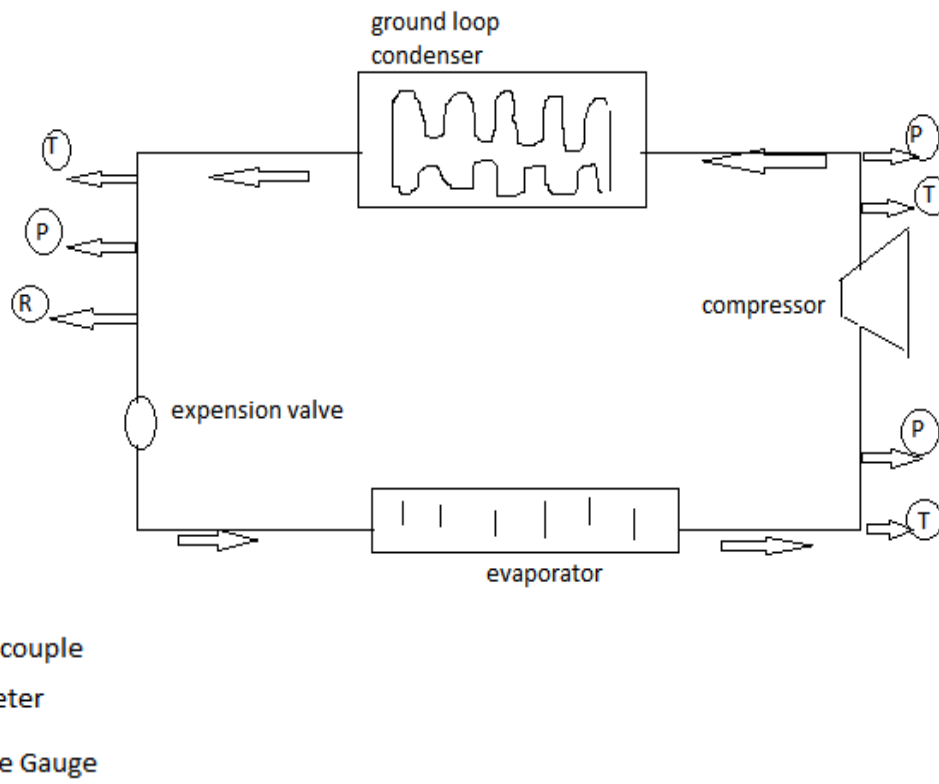 ground loop
condenser
T
P
P
T
R
compressor
expension valve
P
T
evaporator
couple
eter
e Gauge